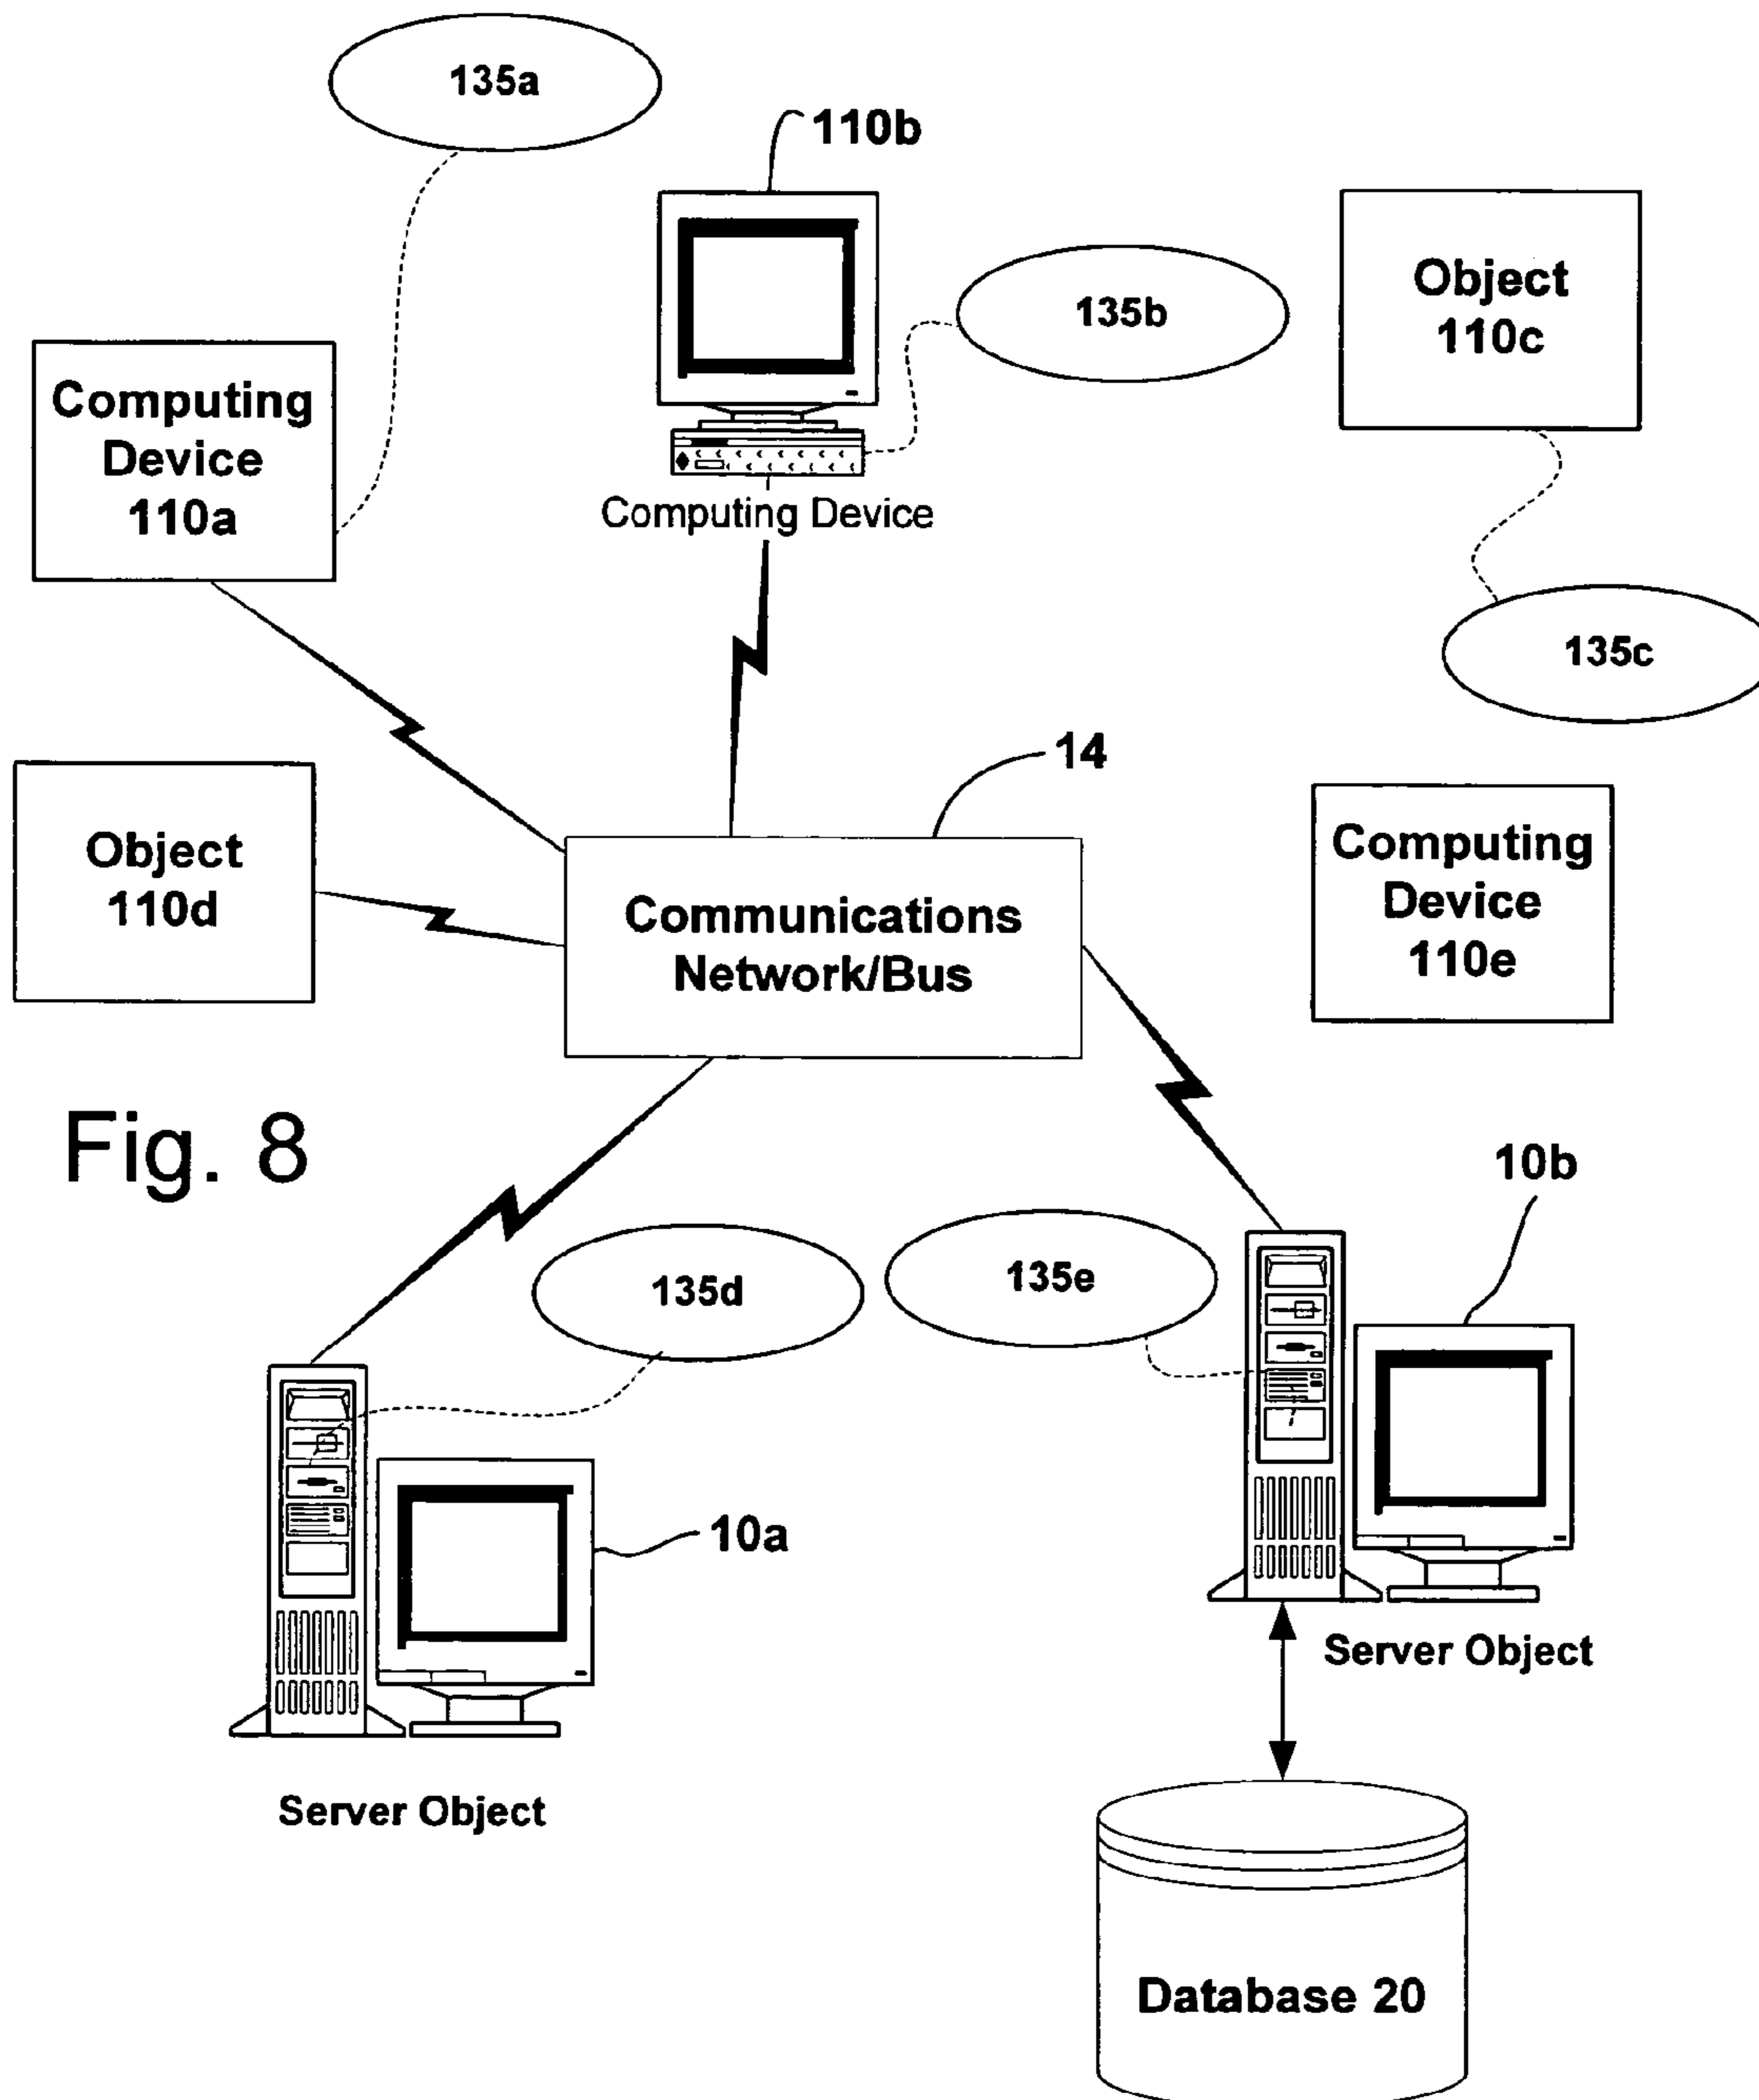 135a
110b
Object
110c
135b
Computing
Device
110a
Computing Device
135c
14
Object
110d
Computing
Device
110e
Communications
Network/Bus
Fig. 8
10b
135d
135e
10a
Server Object
Server Object
Database 20